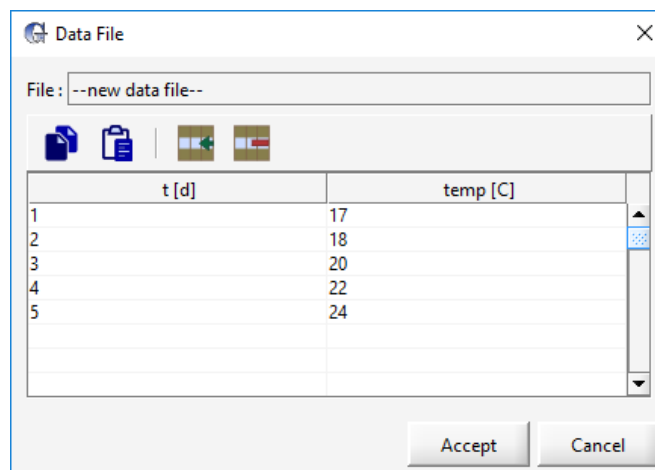 Data File
File : --new data file--
t [d] temp [C]
1 17
2 18
3 20
4 22
5 24
Accept Cancel